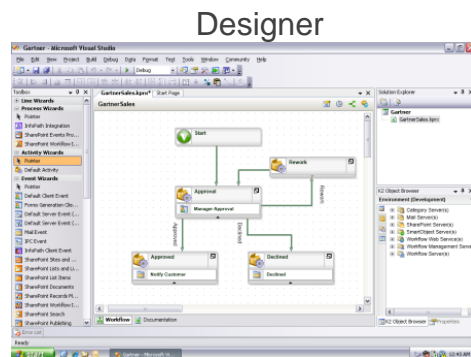 Designer
Gartner - Microsoft Visual Studio
File Edit View Project Build Debug Data Format Test Tools Window Community Help
Debug
Toolbox
Line Wizards
Process Wizards
Pointer
InfoPath Integration
SharePoint Events Pro...
SharePoint Workflow I...
Activity Wizards
Pointer
Default Activity
Event Wizards
Pointer
Default Client Event
Forms Generation Clie...
Default Server Event (...
Default Server Event (...
Mail Event
IPC Event
InfoPath Client Event
SharePoint Sites and ...
SharePoint Lists and Li...
SharePoint List Items
SharePoint Documents
SharePoint Records M...
SharePoint Workflow I...
SharePoint Search
SharePoint Publishing
GartnerSales.kprx* Start Page
GartnerSales
Start
Rework
Approval
Manager Approval
Rework
Approved
Declined
Approved
Notify Customer
Declined
Declined
Workflow Documentation
Solution Explorer
Gartner
GartnerSales.kprx
K2 Object Browser
Environment (Development)
Category Server(s)
Mail Server(s)
SharePoint Server(s)
SmartObject Server(s)
Workflow Web Service(s)
Workflow Management Serve
Workflow Server(s)
K2 Object Browser Properties
Error List
Ready
start
Gartner - Microsoft Vi...
12:43 AM